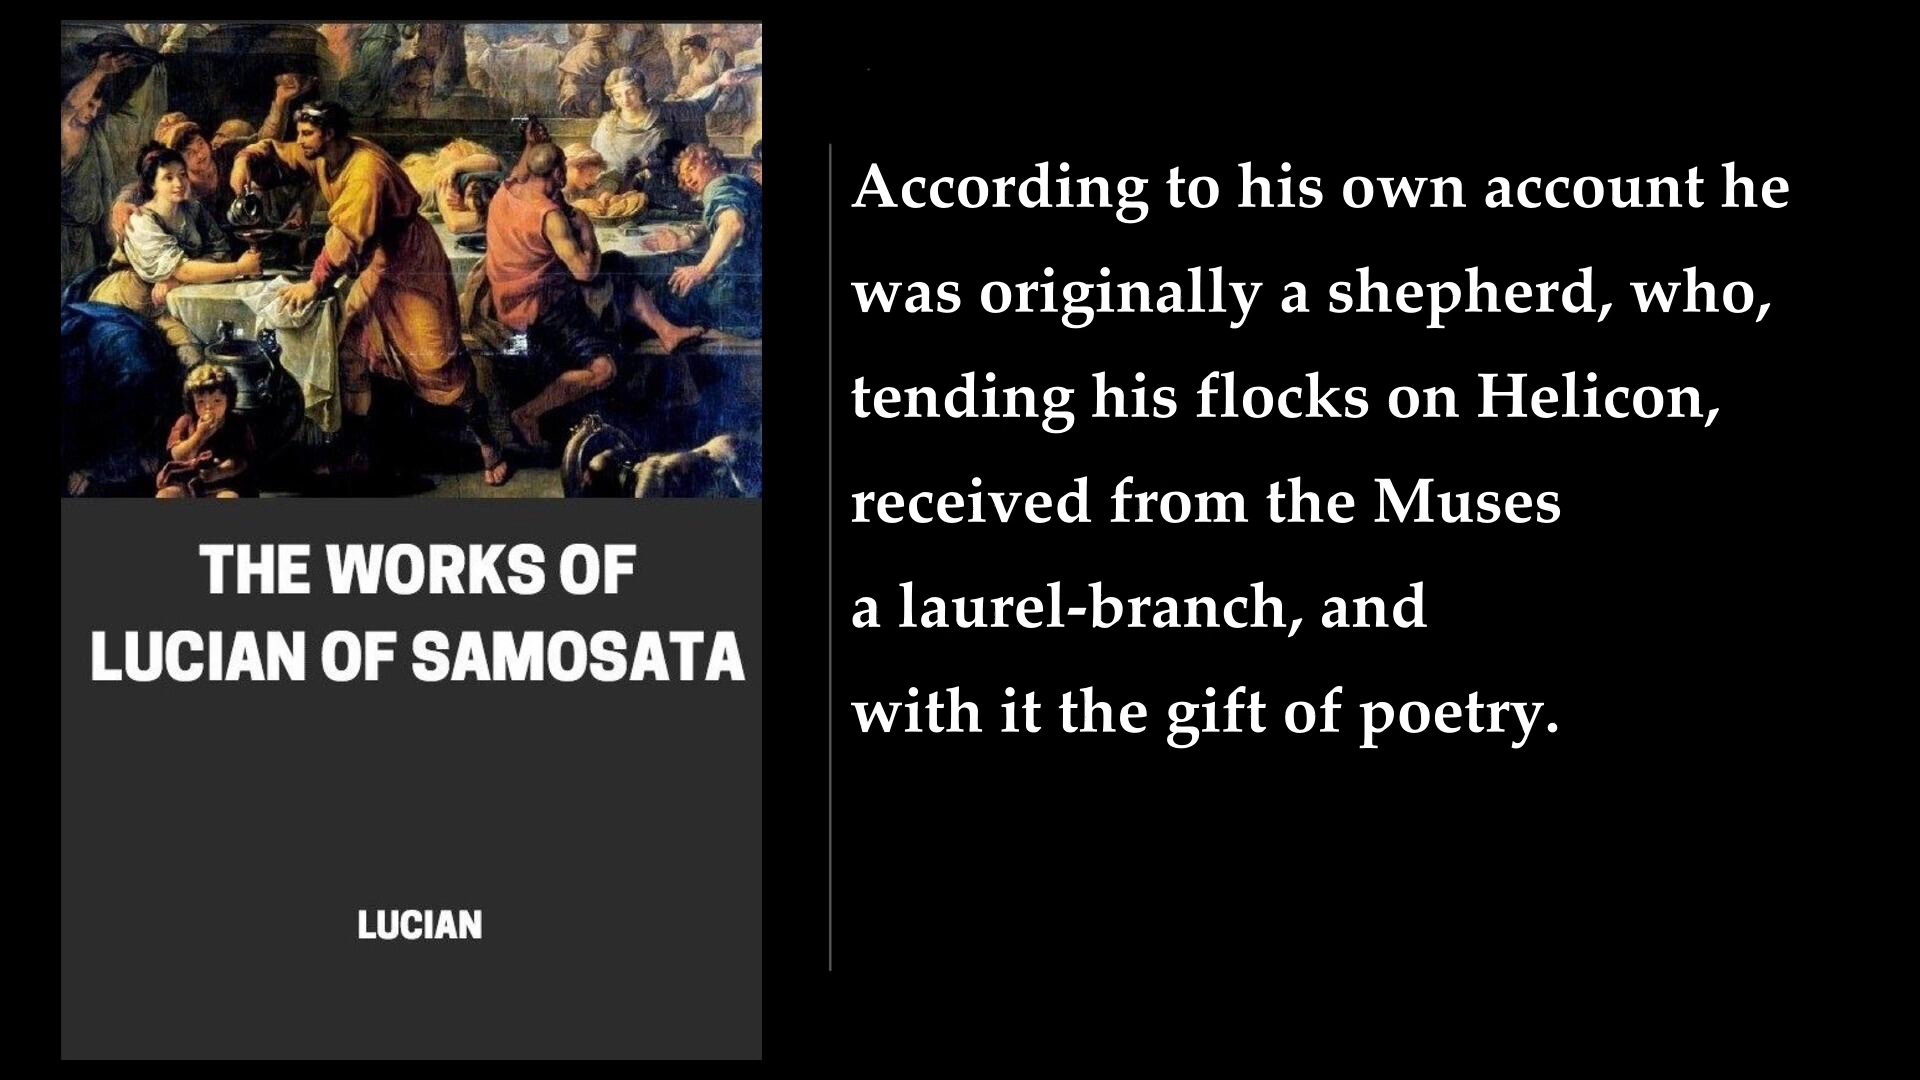 THE WORKS OF
LUCIAN OF SAMOSATA
LUCIAN
According to his own account he
was originally a shepherd, who,
tending his flocks on Helicon,
received from the Muses
a laurel-branch, and
with it the gift of poetry.